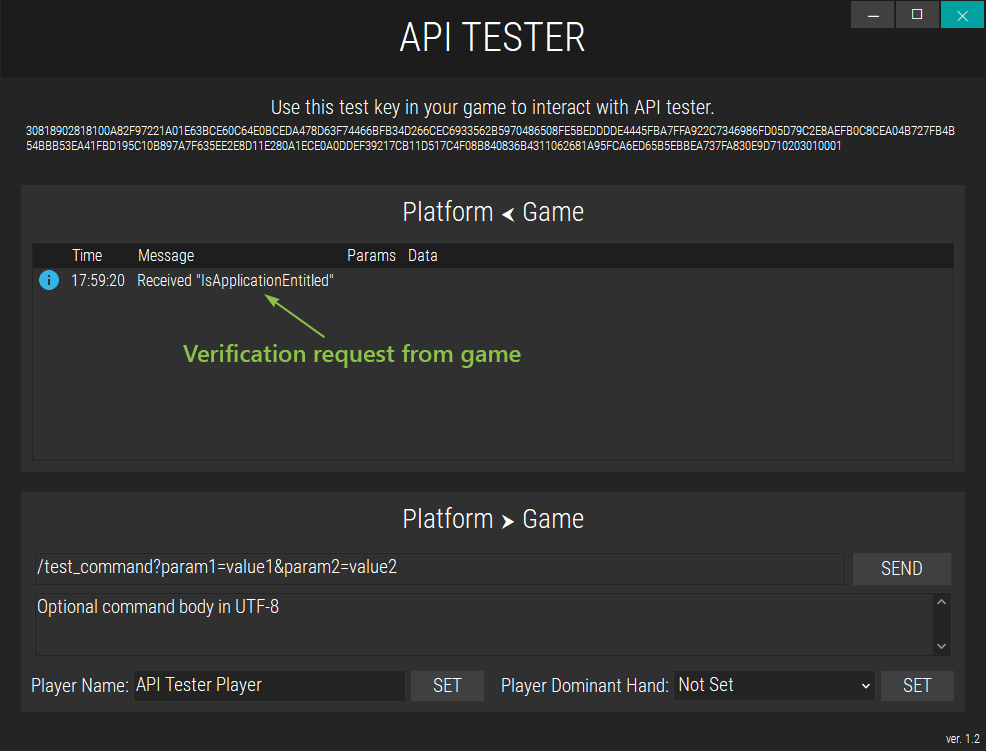 API TESTER
Use this test key in your game to interact with API tester.
30818902818100A82F97221A01E63BCE60C64E0BCEDA478D63F74466BFB34D266CEC6933562B5970486508FE5BEDDDDE4445FBA7FFA922C7346986FD05D79C2E8AEFB0C8CEA04B727FB4B
54BBB53EA41FBD195C10B897A7F635EE2E8D11E280A1ECE0A0DDEF39217CB11D517C4F08B840836B4311062681A95FCA6ED65B5EBBEA737FA830E9D710203010001
Platform < Game
Time Message Params Data
17:59:20 Received "IsApplicationEntitled"
Verification request from game
Platform > Game
/test_command?param1=value1&param2=value2
SEND
Optional command body in UTF-8
Player Name: API Tester Player SET Player Dominant Hand: Not Set SET
ver. 1.2